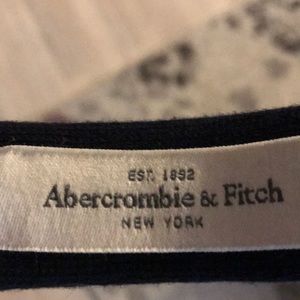 EST. 1892
Abercrombie & Fitch
NEW YORK